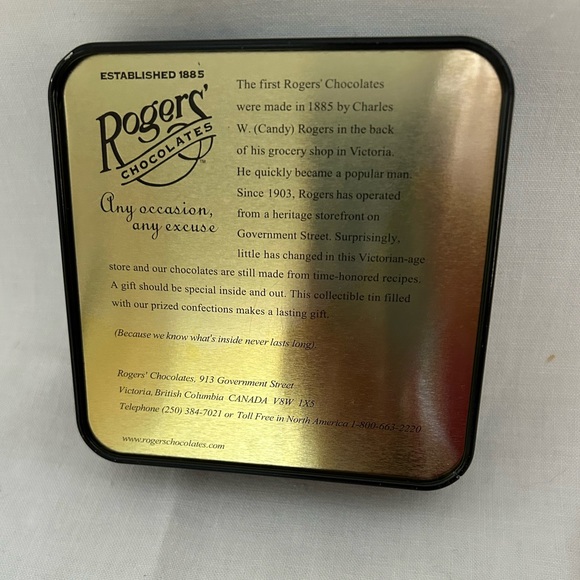 ESTABLISHED 1885
Rogers'
CHOCOLATES™
Any occasion,
any excuse
The first Rogers' Chocolates
were made in 1885 by Charles
W. (Candy) Rogers in the back
of his grocery shop in Victoria.
He quickly became a popular man.
Since 1903, Rogers has operated
from a heritage storefront on
Government Street. Surprisingly,
little has changed in this Victorian-age
store and our chocolates are still made from time-honored recipes.
A gift should be special inside and out. This collectible tin filled
with our prized confections makes a lasting gift.
(Because we know what's inside never lasts long).
Rogers' Chocolates, 913 Government Street
Victoria, British Columbia CANADA V8W 1X5
Telephone (250) 384-7021 or Toll Free in North America 1-800-663-2220
www.rogerschocolates.com